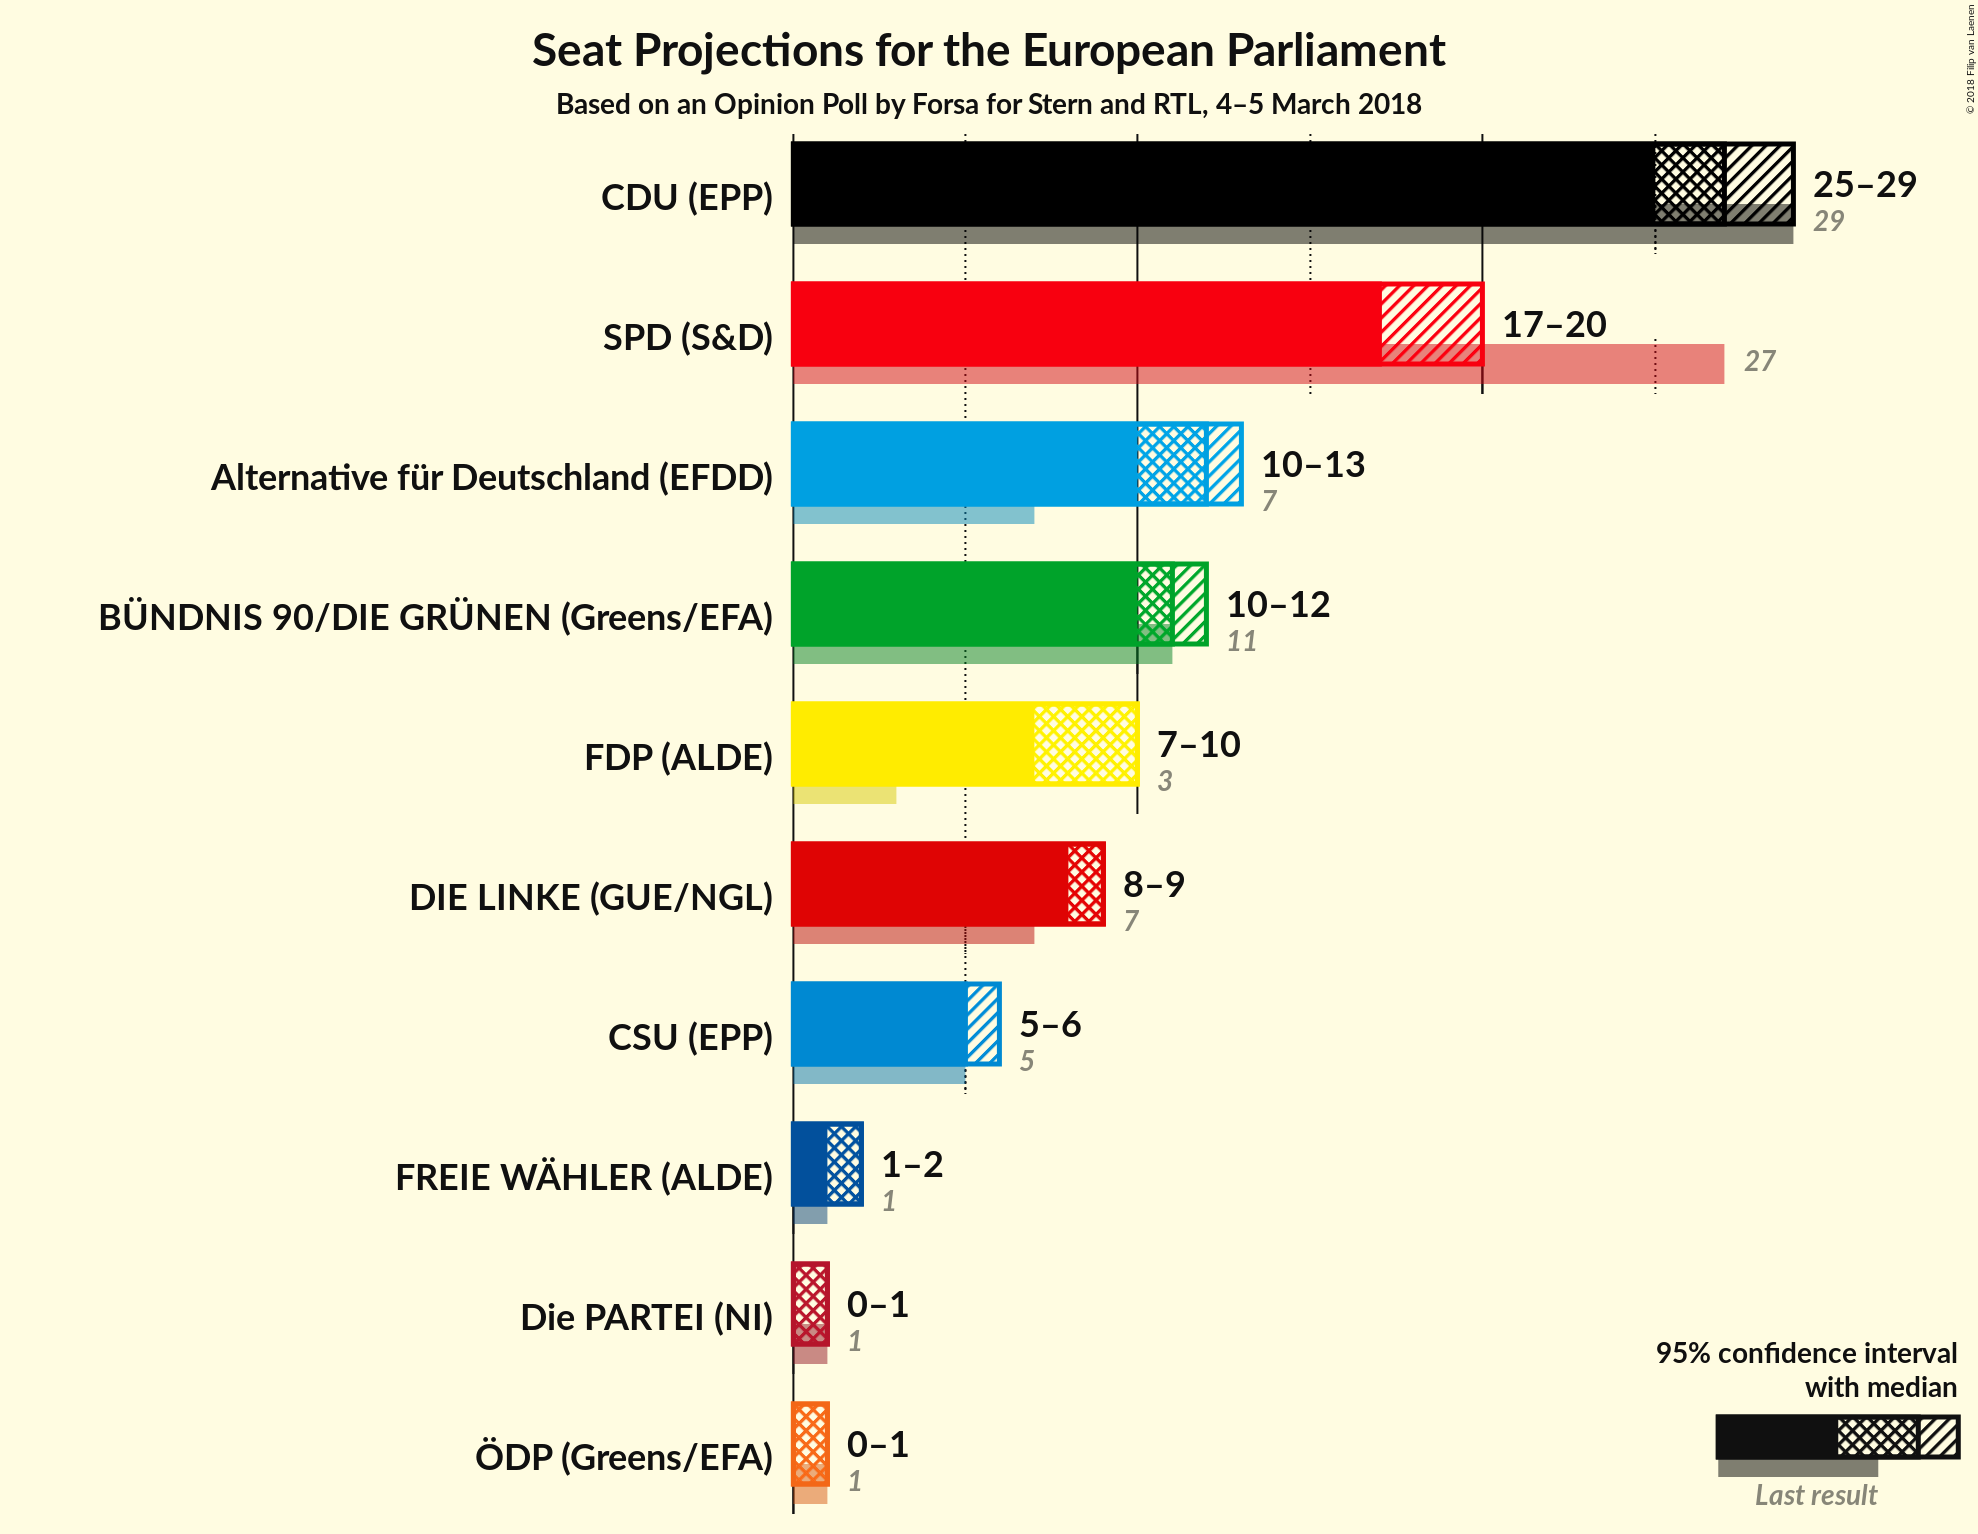 Seat Projections for the European Parliament
Based on an Opinion Poll by Forsa for Stern and RTL, 4–5 March 2018
© 2018 Filip van Laenen
CDU (EPP)
25–29
29
SPD (S&D)
17–20
27
Alternative für Deutschland (EFDD)
10–13
7
BÜNDNIS 90/DIE GRÜNEN (Greens/EFA)
10–12
11
FDP (ALDE)
7–10
3
DIE LINKE (GUE/NGL)
8–9
7
CSU (EPP)
5–6
5
FREIE WÄHLER (ALDE)
1–2
1
Die PARTEI (NI)
0–1
1
ÖDP (Greens/EFA)
0–1
1
95% confidence interval
with median
Last result